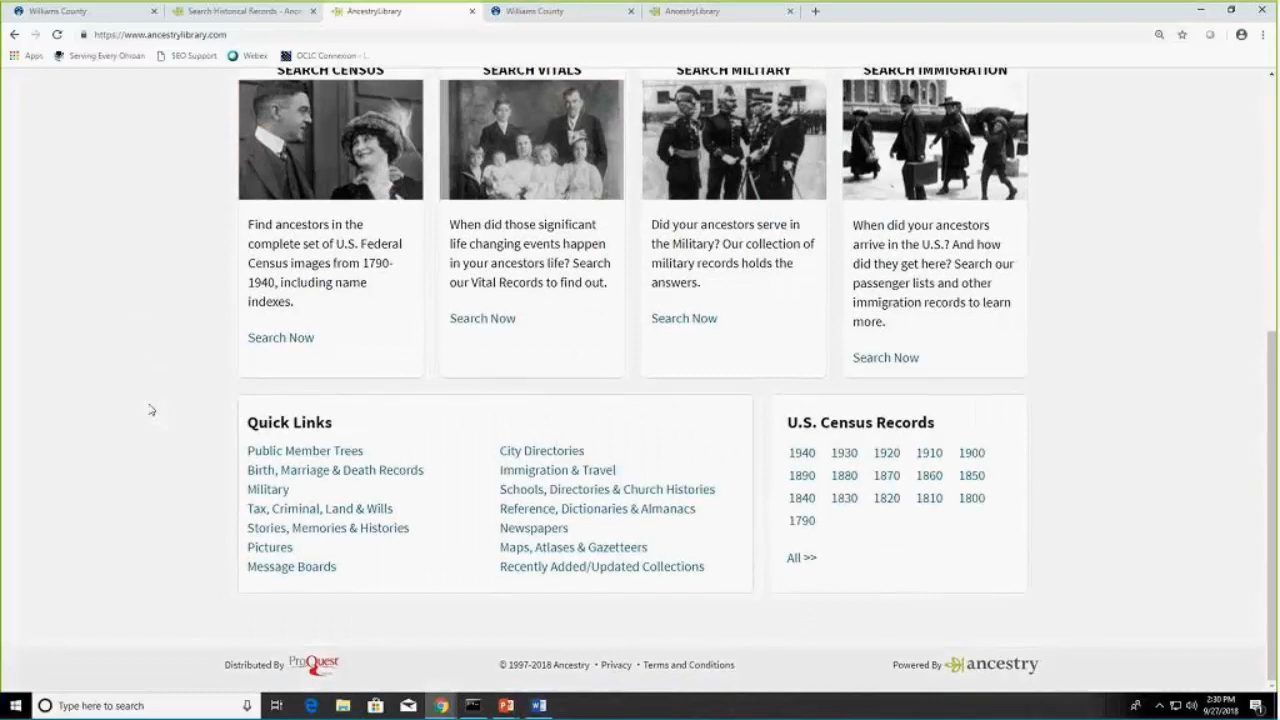 Williams County
Search Historical Records - Ance
AncestryLibrary
Williams County
AncestryLibrary
https://www.ancestrylibrary.com
Apps
Serving Every Ohioan
SEO Support
Webex
OCLC Connexion - L
SEARCH CENSUS
SEARCH VITALS
SEARCH MILITARY
SEARCH IMMIGRATION
Find ancestors in the
complete set of U.S. Federal
Census images from 1790-
1940, including name
indexes.
Search Now
When did those significant
life changing events happen
in your ancestors life? Search
our Vital Records to find out.
Search Now
Did your ancestors serve in
the Military? Our collection of
military records holds the
answers.
Search Now
When did your ancestors
arrive in the U.S.? And how
did they get here? Search our
passenger lists and other
immigration records to learn
more.
Search Now
Quick Links
Public Member Trees
Birth, Marriage & Death Records
Military
Tax, Criminal, Land & Wills
Stories, Memories & Histories
Pictures
Message Boards
City Directories
Immigration & Travel
Schools, Directories & Church Histories
Reference, Dictionaries & Almanacs
Newspapers
Maps, Atlases & Gazetteers
Recently Added/Updated Collections
U.S. Census Records
1940 1930 1920 1910 1900
1890 1880 1870 1860 1850
1840 1830 1820 1810 1800
1790
All >>
Distributed By ProQuest
© 1997-2018 Ancestry • Privacy • Terms and Conditions
Powered By ancestry
Type here to search
2:30 PM
9/27/2018